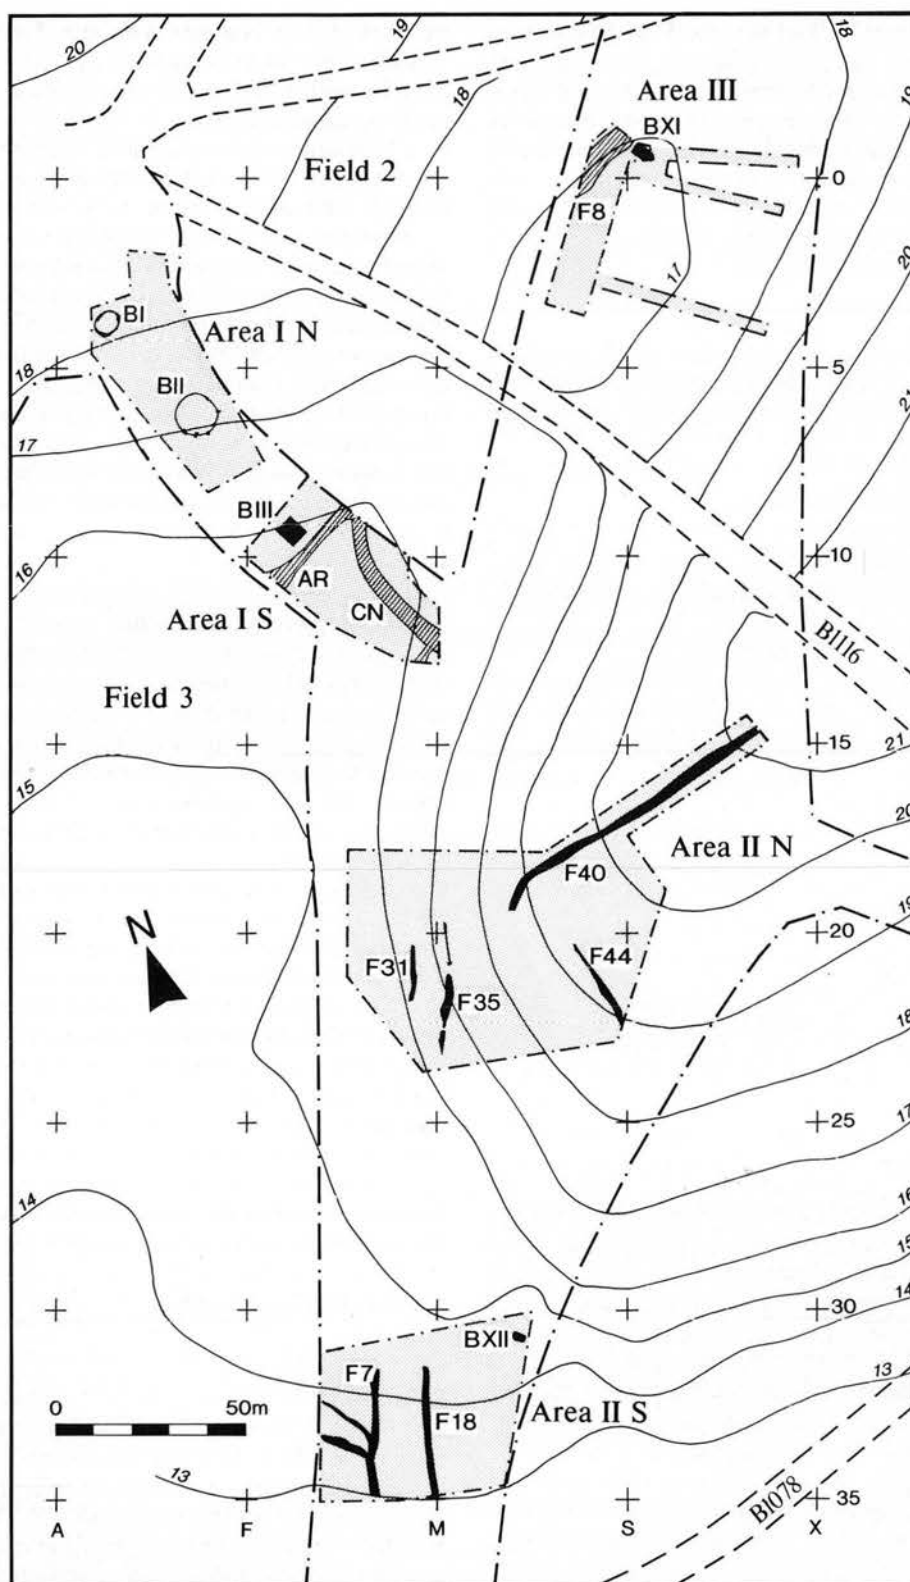 20
19
18
18
19
Area III
BXI
Field 2
0
F8
17
20
BI
Area I N
18
5
BII
21
17
BIII
10
16
AR
CN
Area I S
B1116
Field 3
15
21
15
20
Area II N
F40
N
20
19
F31
F44
F35
18
25
17
14
16
15
30
14
BXII
F7
13
0
50m
F18
Area II S
13
B1078
35
A
F
M
S
X